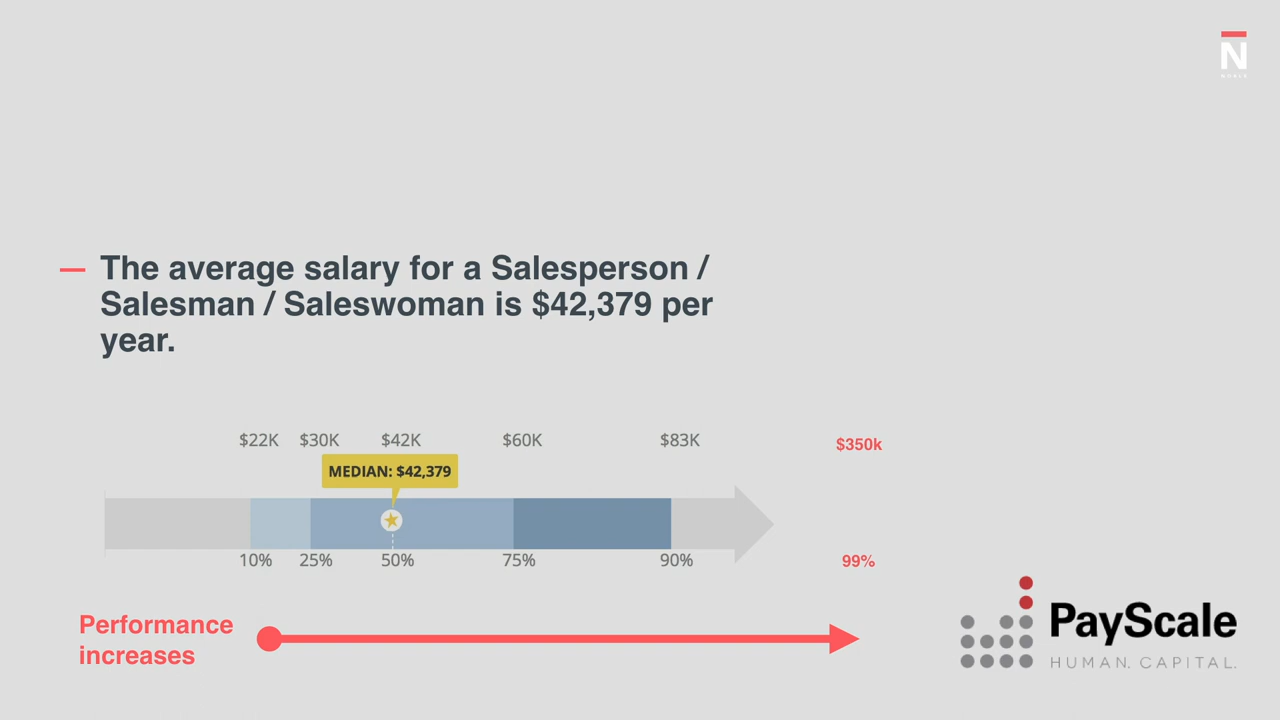 N
The average salary for a Salesperson /
Salesman / Saleswoman is $42,379 per
year.
$22K $30K $42K $60K $83K $350k
MEDIAN: $42,379
10% 25% 50% 75% 90% 99%
Performance
increases
PayScale
HUMAN. CAPITAL.